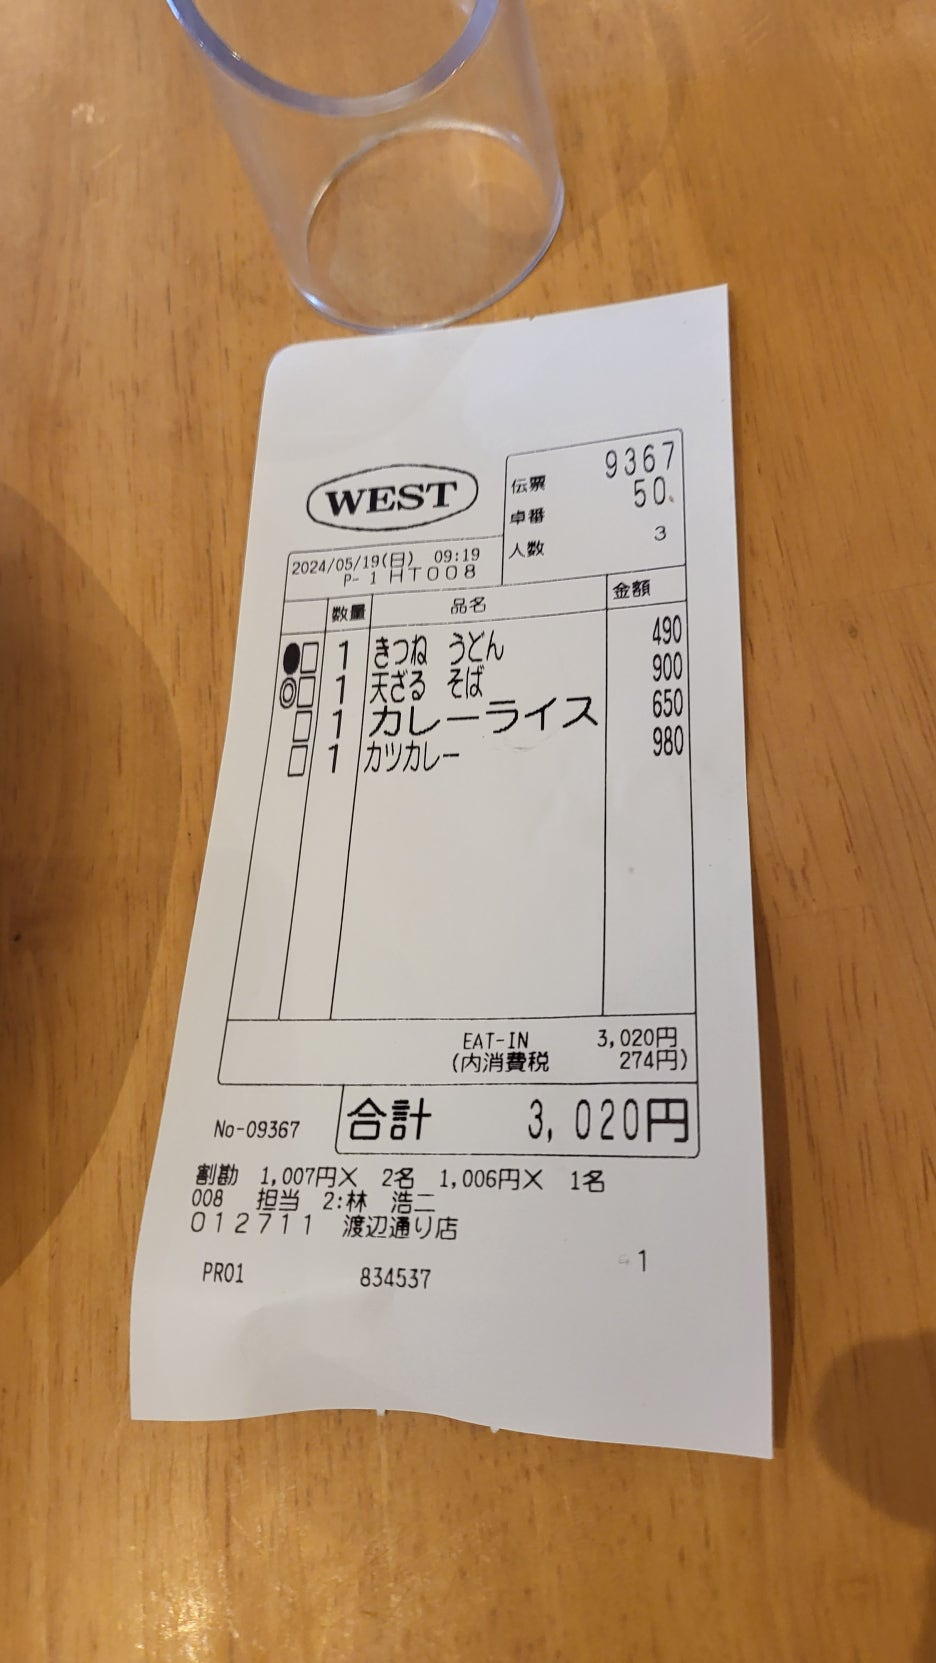 WEST
伝票 9367
卓番 50
人数 3
2024/05/19(日) 09:19
P- 1 HT008
数量 品名 金額
1 きつね うどん 490
1 天ざる そば 900
1 カレーライス 650
1 カツカレー 980
EAT-IN 3,020円
(内消費税 274円)
No-09367 合計 3,020円
割勘 1,007円X 2名 1,006円X 1名
008 担当 2:林 浩二
012711 渡辺通り店
PR01 834537 1